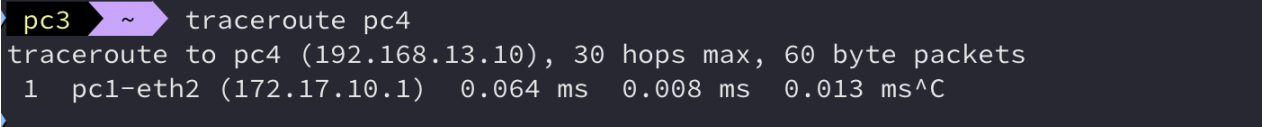 pc3 ~ traceroute pc4
traceroute to pc4 (192.168.13.10), 30 hops max, 60 byte packets
1 pc1-eth2 (172.17.10.1) 0.064 ms 0.008 ms 0.013 ms^C